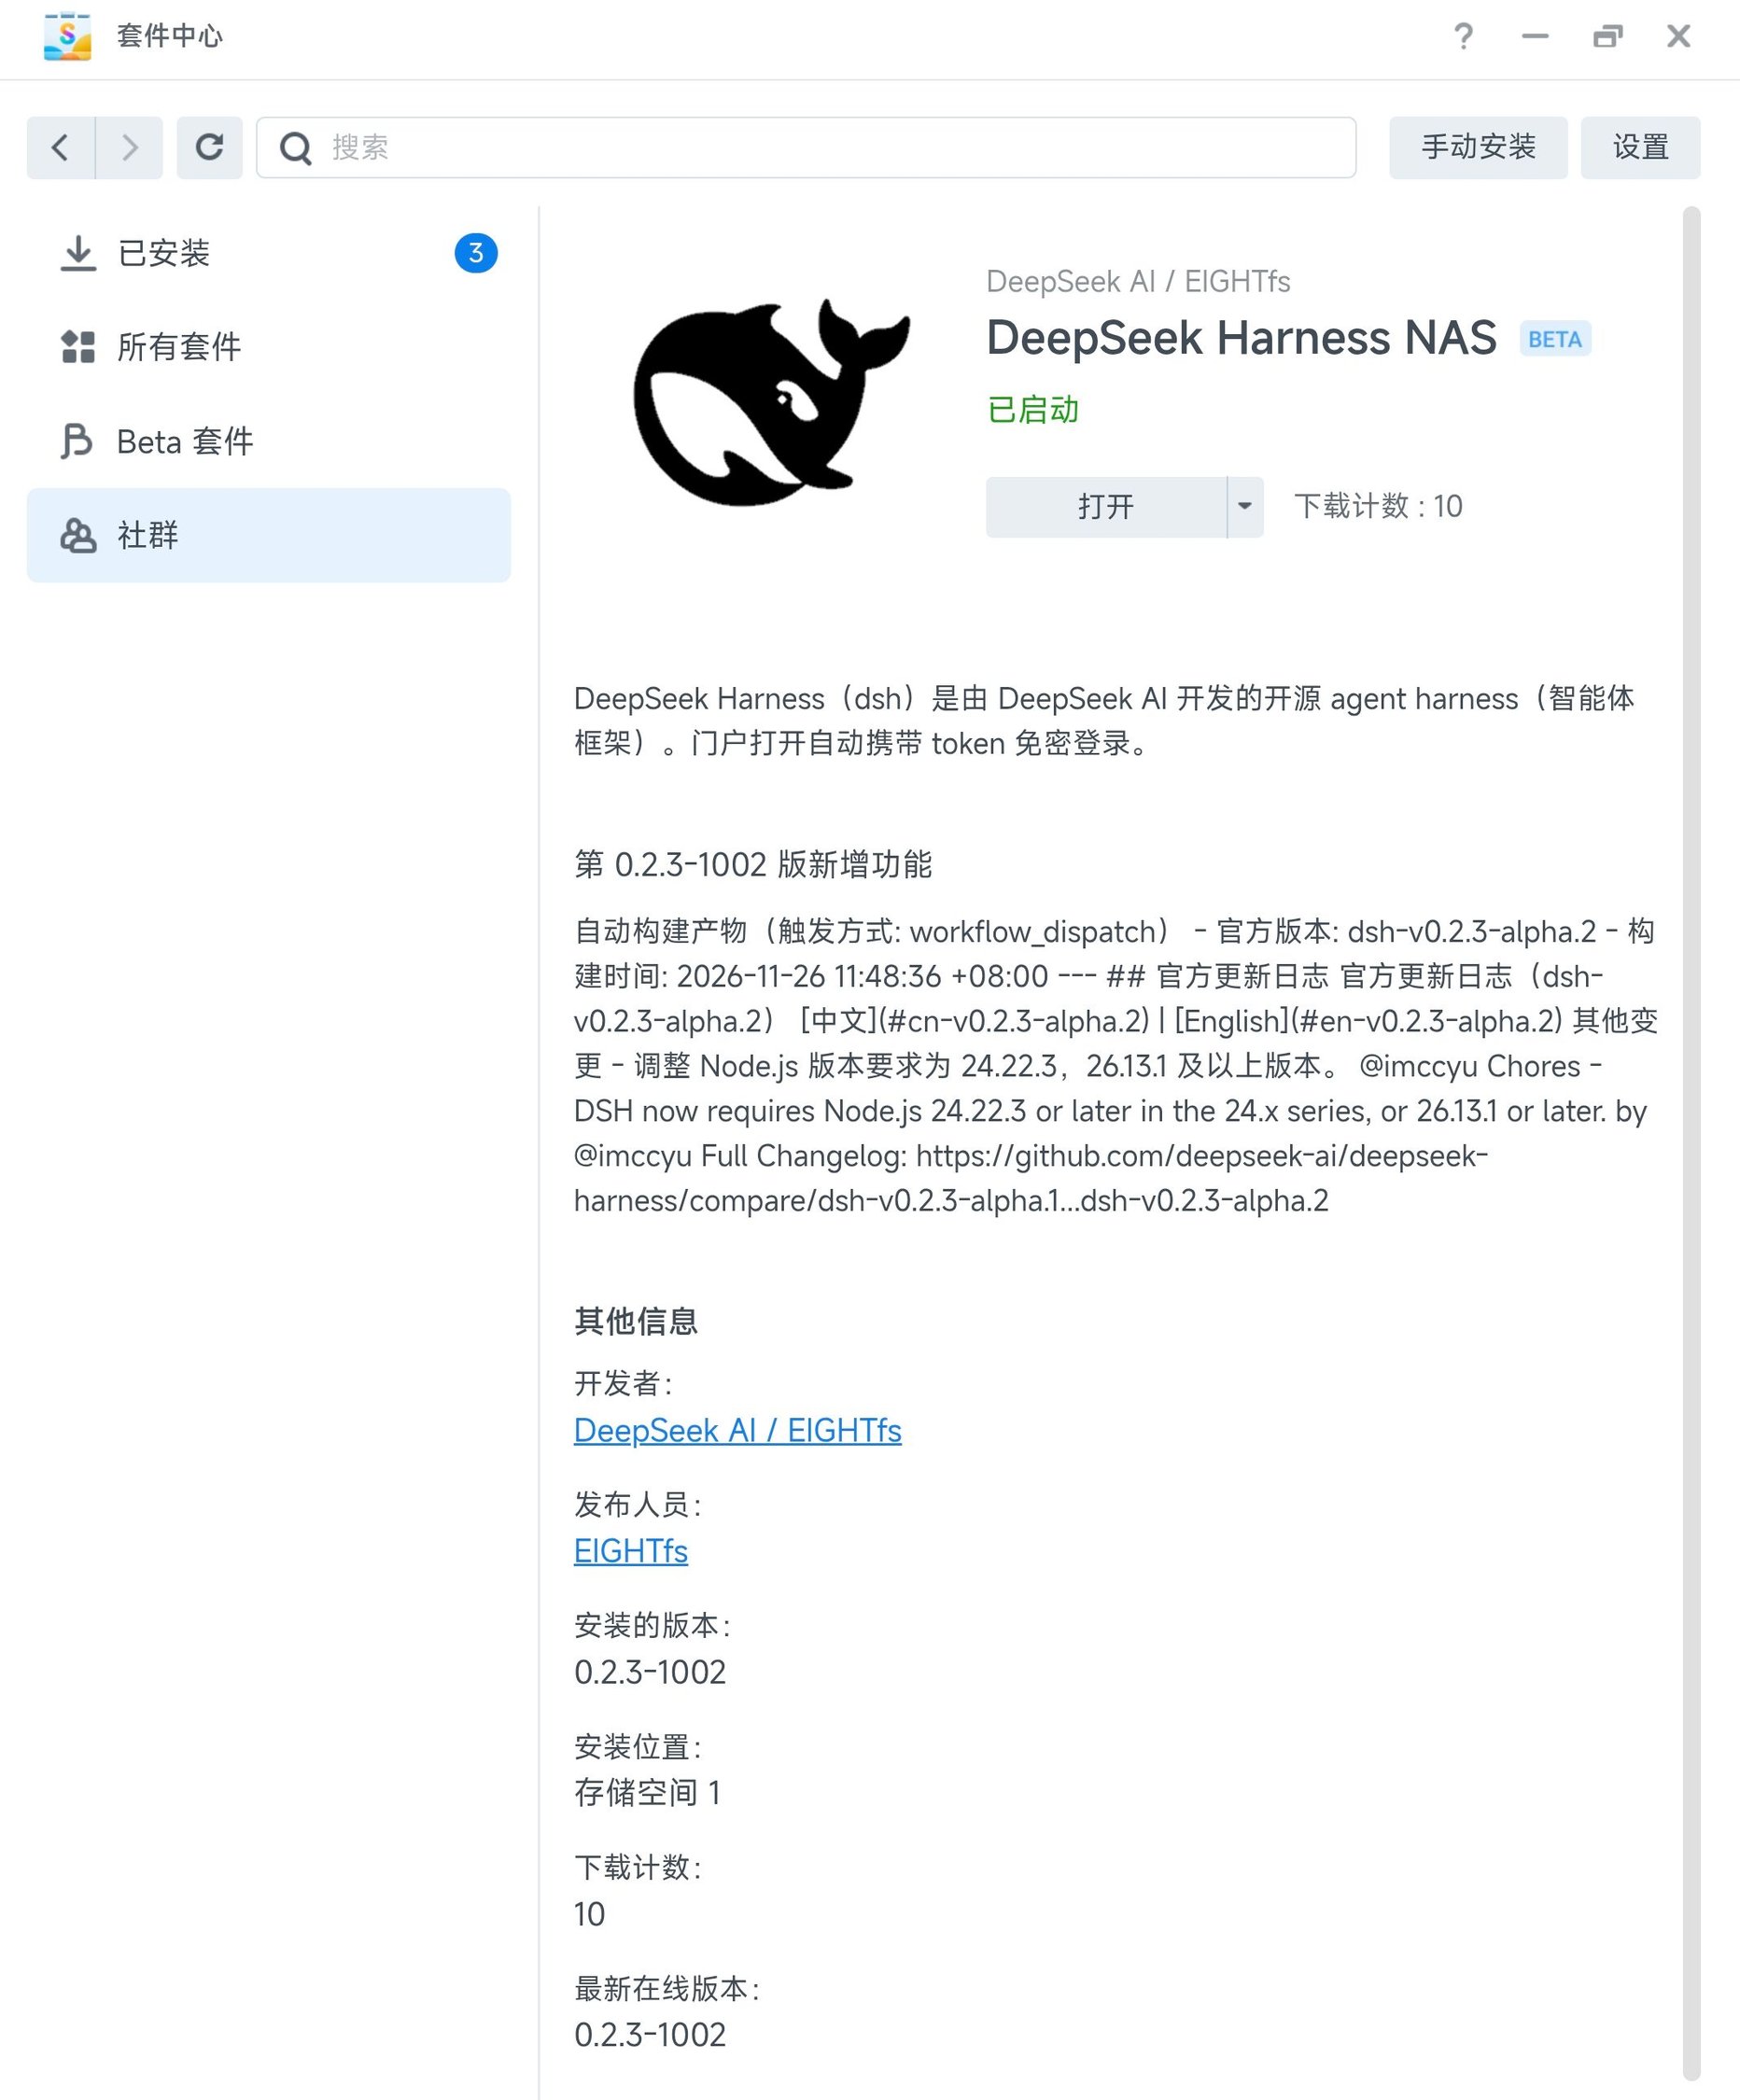 套件中心
搜索
手动安装
设置
已安装
3
所有套件
Beta 套件
社群
DeepSeek AI / EIGHTfs
DeepSeek Harness NAS BETA
已启动
打开
下载计数 : 10
DeepSeek Harness（dsh）是由 DeepSeek AI 开发的开源 agent harness（智能体
框架）。门户打开自动携带 token 免密登录。
第 0.2.3-1002 版新增功能
自动构建产物（触发方式: workflow_dispatch） - 官方版本: dsh-v0.2.3-alpha.2 - 构
建时间: 2026-11-26 11:48:36 +08:00 --- ## 官方更新日志 官方更新日志（dsh-
v0.2.3-alpha.2） [中文](#cn-v0.2.3-alpha.2) | [English](#en-v0.2.3-alpha.2) 其他变
更 - 调整 Node.js 版本要求为 24.22.3，26.13.1 及以上版本。 @imccyu Chores -
DSH now requires Node.js 24.22.3 or later in the 24.x series, or 26.13.1 or later. by
@imccyu Full Changelog: https://github.com/deepseek-ai/deepseek-
harness/compare/dsh-v0.2.3-alpha.1...dsh-v0.2.3-alpha.2
其他信息
开发者:
DeepSeek AI / EIGHTfs
发布人员:
EIGHTfs
安装的版本:
0.2.3-1002
安装位置:
存储空间 1
下载计数:
10
最新在线版本:
0.2.3-1002